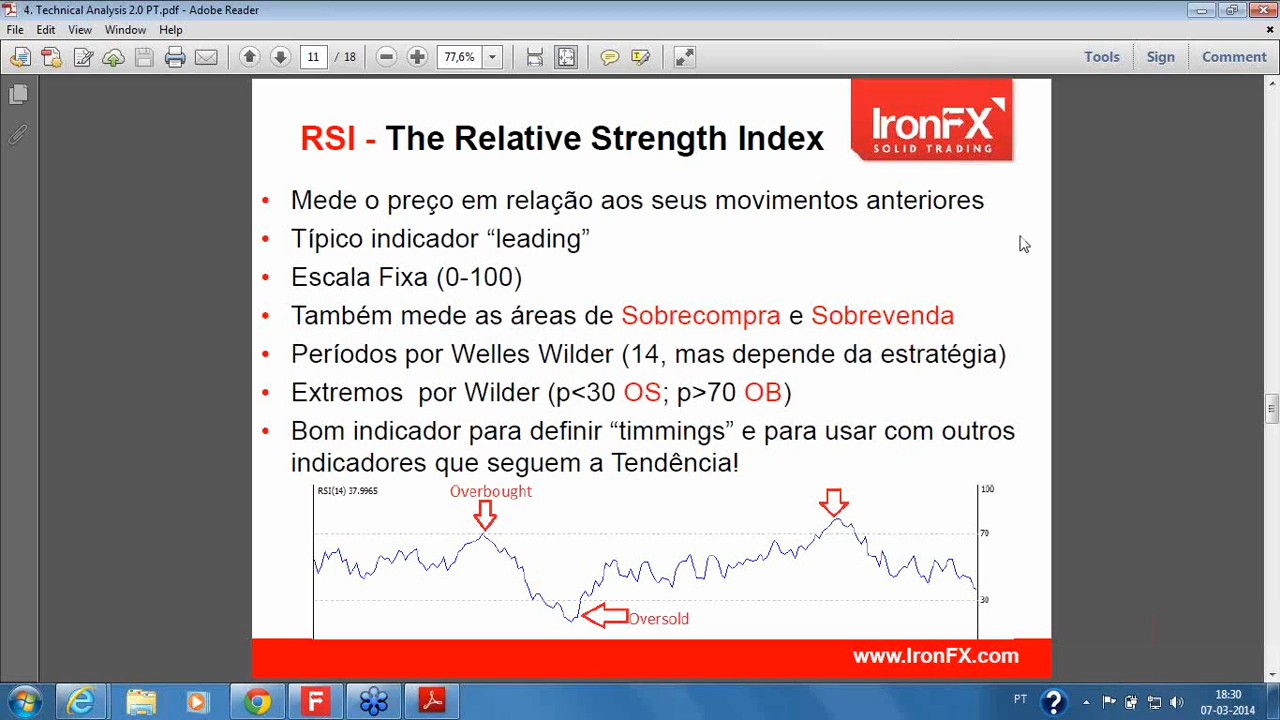 4. Technical Analysis 2.0 PT.pdf - Adobe Reader
File Edit View Window Help
11 / 18 77,6% Tools Sign Comment
IronFX
SOLID TRADING
RSI - The Relative Strength Index
• Mede o preço em relação aos seus movimentos anteriores
• Típico indicador “leading”
• Escala Fixa (0-100)
• Também mede as áreas de Sobrecompra e Sobrevenda
• Períodos por Welles Wilder (14, mas depende da estratégia)
• Extremos por Wilder (p<30 OS; p>70 OB)
• Bom indicador para definir “timmings” e para usar com outros
indicadores que seguem a Tendência!
RSI(14) 37.9965 Overbought 100
70
30
Oversold
www.IronFX.com
PT 18:30
07-03-2014